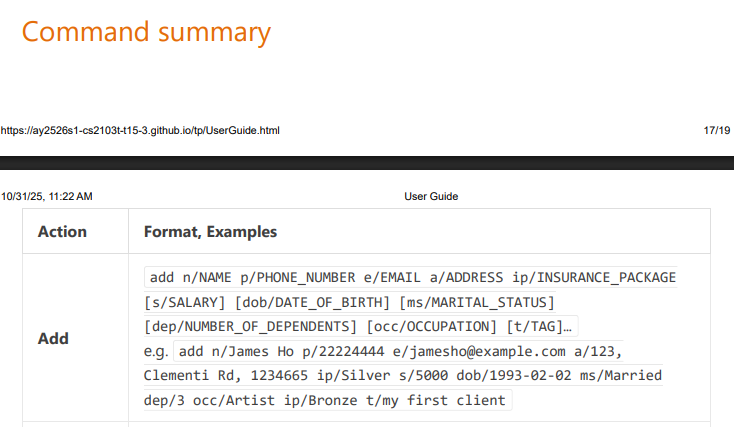 Command summary
https://ay2526s1-cs2103t-t15-3.github.io/tp/UserGuide.html 17/19
10/31/25, 11:22 AM User Guide
Action Format, Examples
Add
add n/NAME p/PHONE_NUMBER e/EMAIL a/ADDRESS ip/INSURANCE_PACKAGE
[s/SALARY] [dob/DATE_OF_BIRTH] [ms/MARITAL_STATUS]
[dep/NUMBER_OF_DEPENDENTS] [occ/OCCUPATION] [t/TAG]…
e.g. add n/James Ho p/22224444 e/jamesho@example.com a/123,
Clementi Rd, 1234665 ip/Silver s/5000 dob/1993-02-02 ms/Married
dep/3 occ/Artist ip/Bronze t/my first client